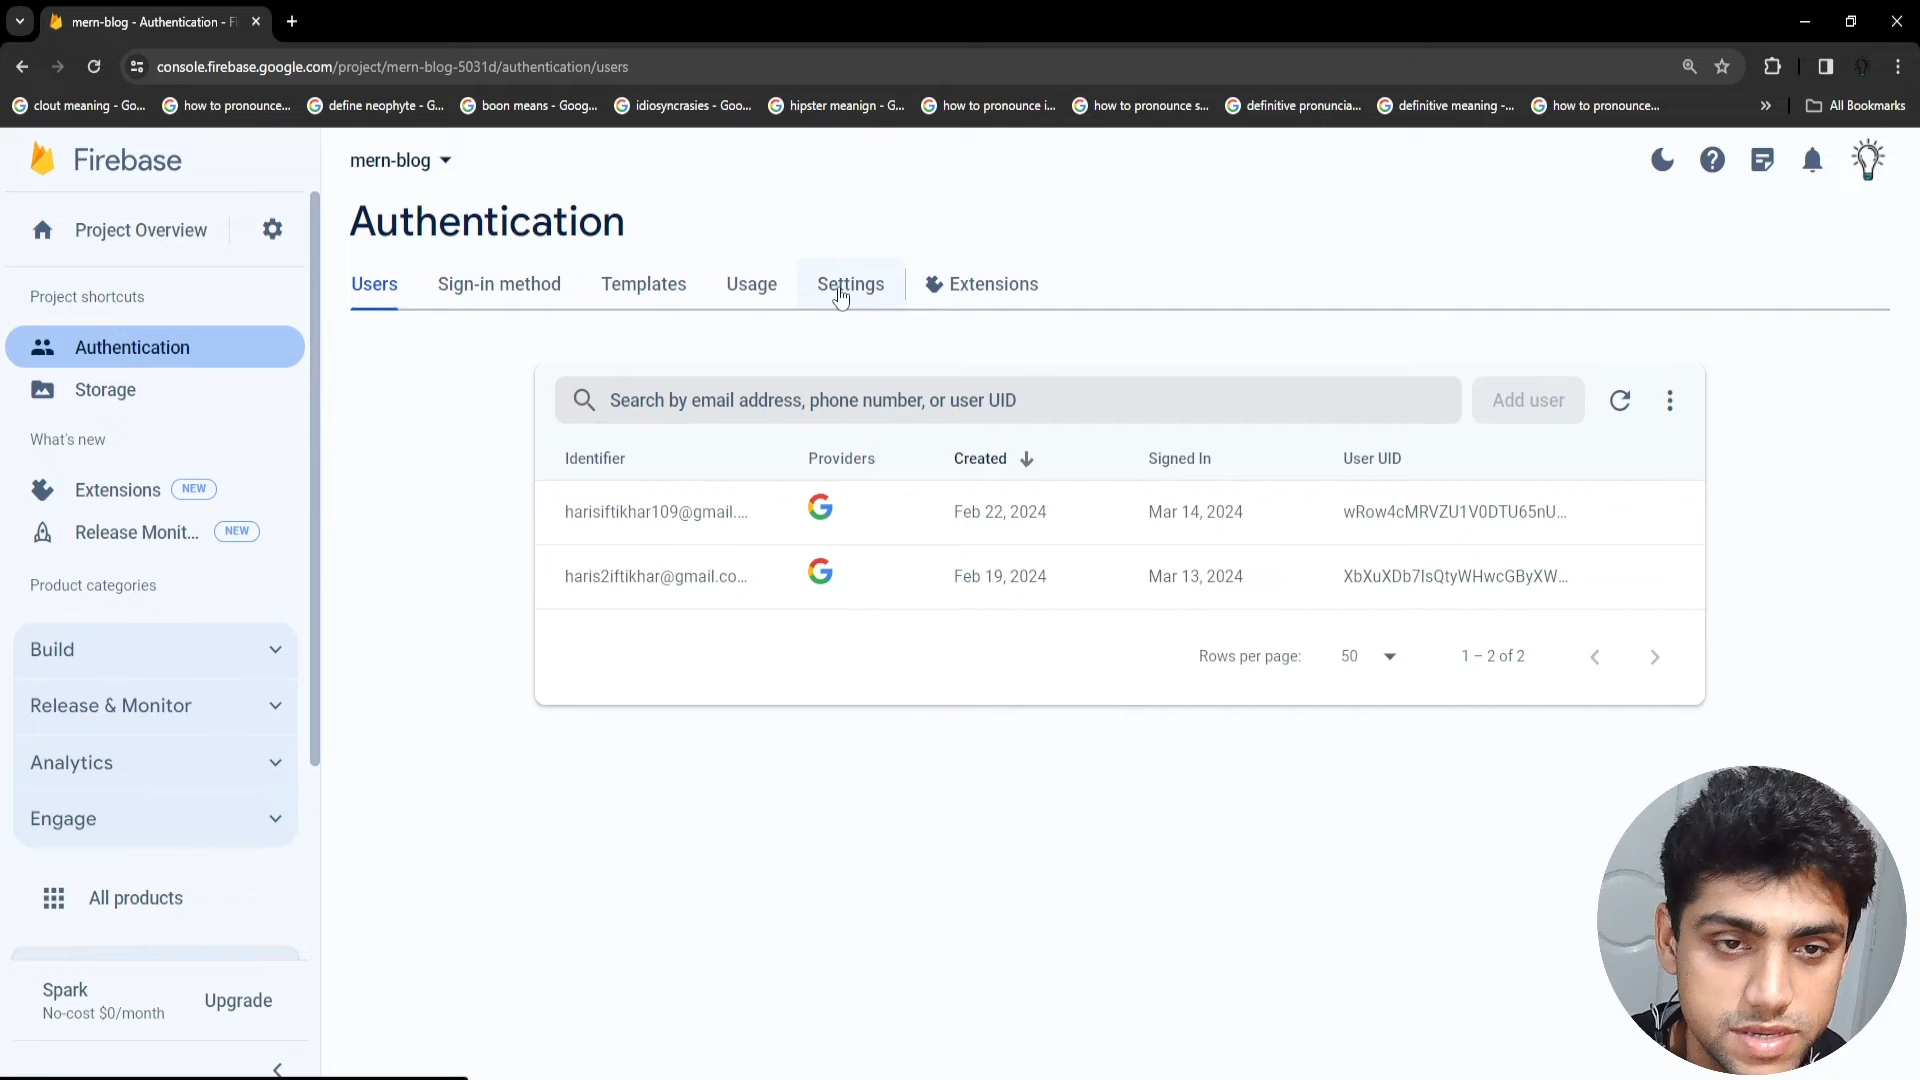 mern-blog - Authentication - Fi
console.firebase.google.com/project/mern-blog-5031d/authentication/users
clout meaning - Go... how to pronounce... define neophyte - G... boon means - Goog... idiosyncrasies - Goo... hipster meanign - G... how to pronounce i... how to pronounce s... definitive pronuncia... definitive meaning -... how to pronounce... » All Bookmarks
Firebase
mern-blog
Authentication
Project Overview
Users Sign-in method Templates Usage Settings Extensions
Project shortcuts
Authentication
Storage
What's new
Extensions NEW
Release Monit... NEW
Product categories
Build
Release & Monitor
Analytics
Engage
All products
Spark
No-cost $0/month
Upgrade
Search by email address, phone number, or user UID
Add user
Identifier Providers Created Signed In User UID
harisiftikhar109@gmail.... Feb 22, 2024 Mar 14, 2024 wRow4cMRVZU1V0DTU65nU...
haris2iftikhar@gmail.co... Feb 19, 2024 Mar 13, 2024 XbXuXDb7IsQtyWHwcGByXW...
Rows per page: 50 1 – 2 of 2